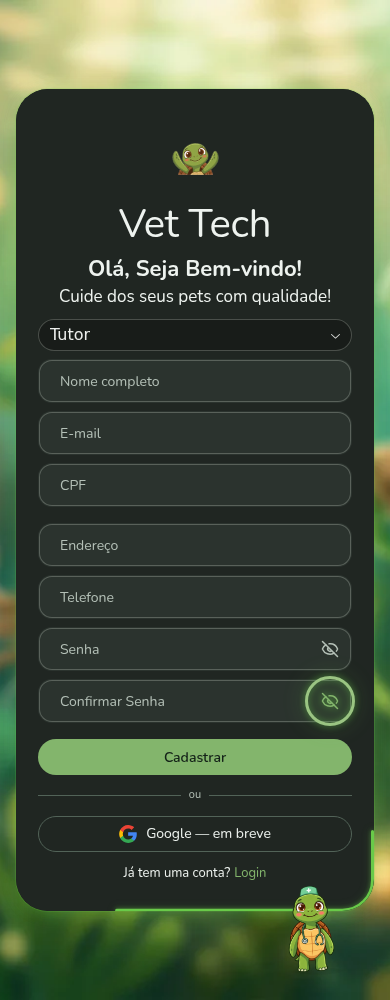 Vet Tech
Olá, Seja Bem-vindo!
Cuide dos seus pets com qualidade!
Tutor
Nome completo
E-mail
CPF
Endereço
Telefone
Senha
Confirmar Senha
Cadastrar
ou
Google — em breve
Já tem uma conta? Login